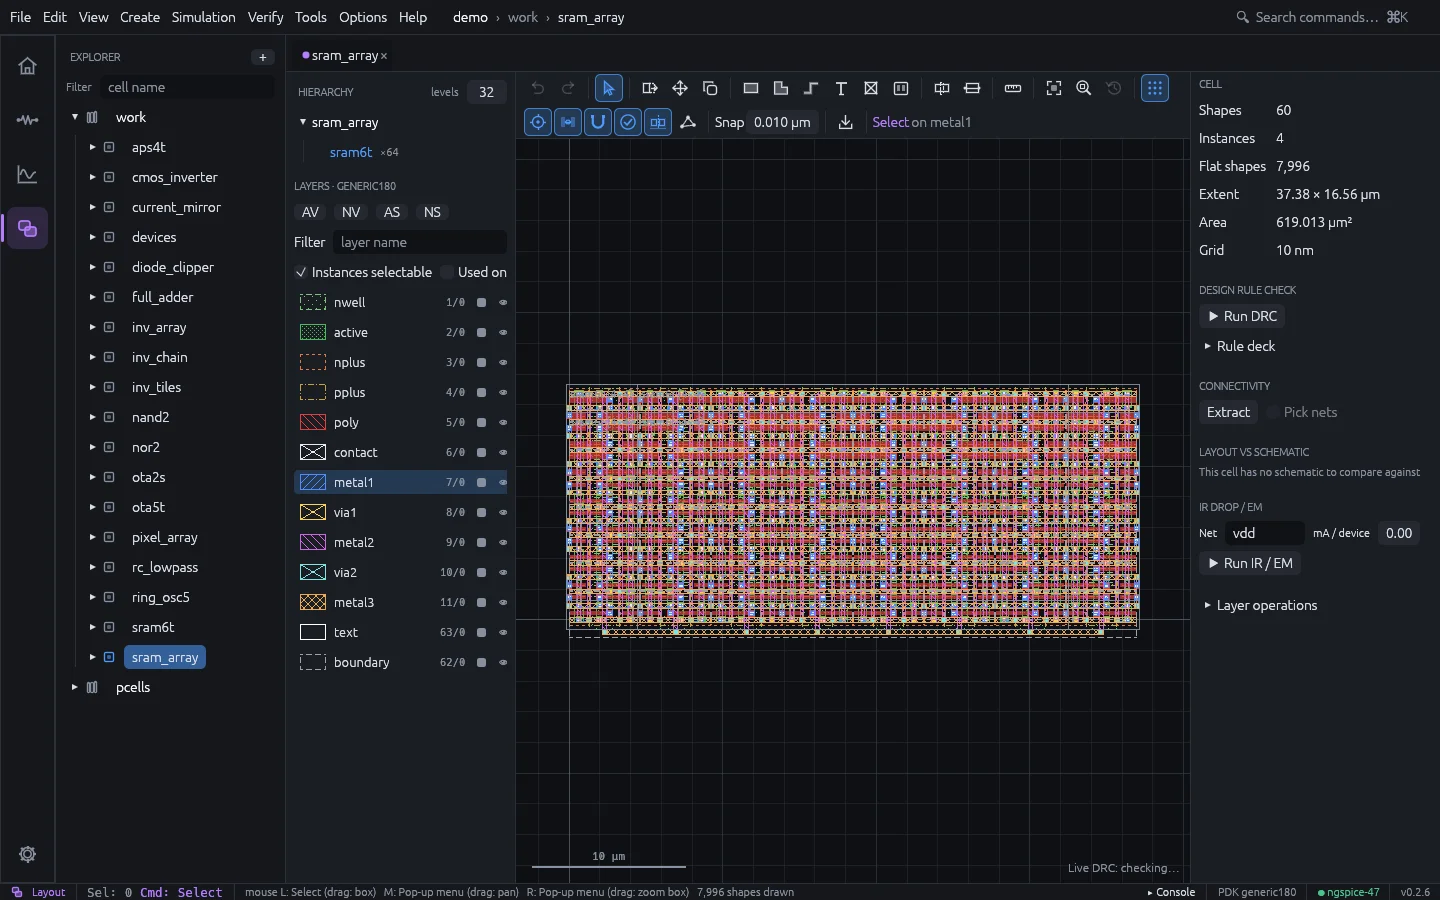 File Edit View Create Simulation Verify Tools Options Help demo › work › sram_array Search commands… ⌘K
EXPLORER +
Filter cell name
work
aps4t
cmos_inverter
current_mirror
devices
diode_clipper
full_adder
inv_array
inv_chain
inv_tiles
nand2
nor2
ota2s
ota5t
pixel_array
rc_lowpass
ring_osc5
sram6t
sram_array
pcells
sram_array ×
HIERARCHY levels 32
sram_array
sram6t ×64
LAYERS · GENERIC180
AV NV AS NS
Filter layer name
Instances selectable Used on
nwell 1/0
active 2/0
nplus 3/0
pplus 4/0
poly 5/0
contact 6/0
metal1 7/0
via1 8/0
metal2 9/0
via2 10/0
metal3 11/0
text 63/0
boundary 62/0
Snap 0.010 µm Select on metal1
10 µm
Live DRC: checking…
CELL
Shapes 60
Instances 4
Flat shapes 7,996
Extent 37.38 × 16.56 µm
Area 619.013 µm²
Grid 10 nm
DESIGN RULE CHECK
Run DRC
Rule deck
CONNECTIVITY
Extract Pick nets
LAYOUT VS SCHEMATIC
This cell has no schematic to compare against
IR DROP / EM
Net vdd mA / device 0.00
Run IR / EM
Layer operations
Layout Sel: 0 Cmd: Select mouse L: Select (drag: box) M: Pop-up menu (drag: pan) R: Pop-up menu (drag: zoom box) 7,996 shapes drawn Console PDK generic180 ngspice-47 v0.2.6